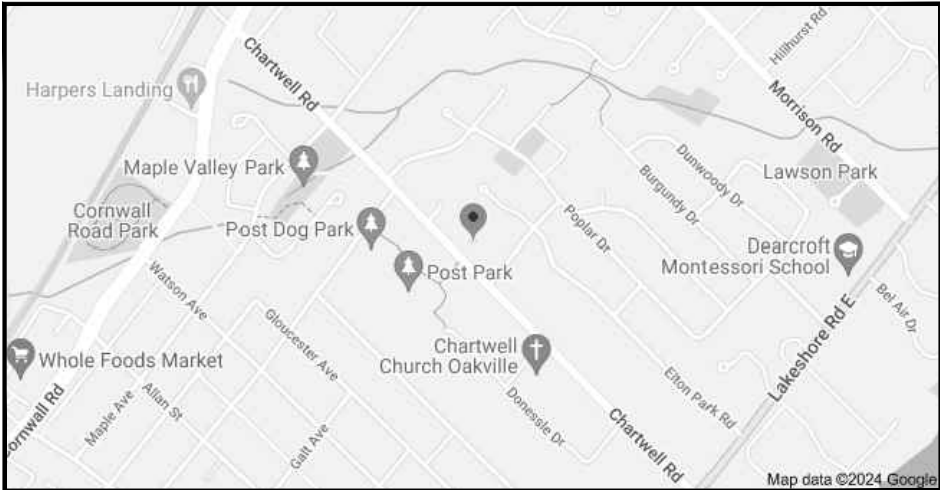 Hillhurst Rd
Chartwell Rd
Harpers Landing
Morrison Rd
Maple Valley Park
Dunwoody Dr
Lawson Park
Burgundy Dr
Cornwall
Road Park
Post Dog Park
Poplar Dr
Dearcroft
Montessori School
Post Park
Watson Ave
Bel Air Dr
Gloucester Ave
Chartwell
Church Oakville
Whole Foods Market
Lakeshore Rd E
Elton Park Rd
Cornwall Rd
Maple Ave
Allan St
Donessle Dr
Chartwell Rd
Galt Ave
Map data ©2024 Google